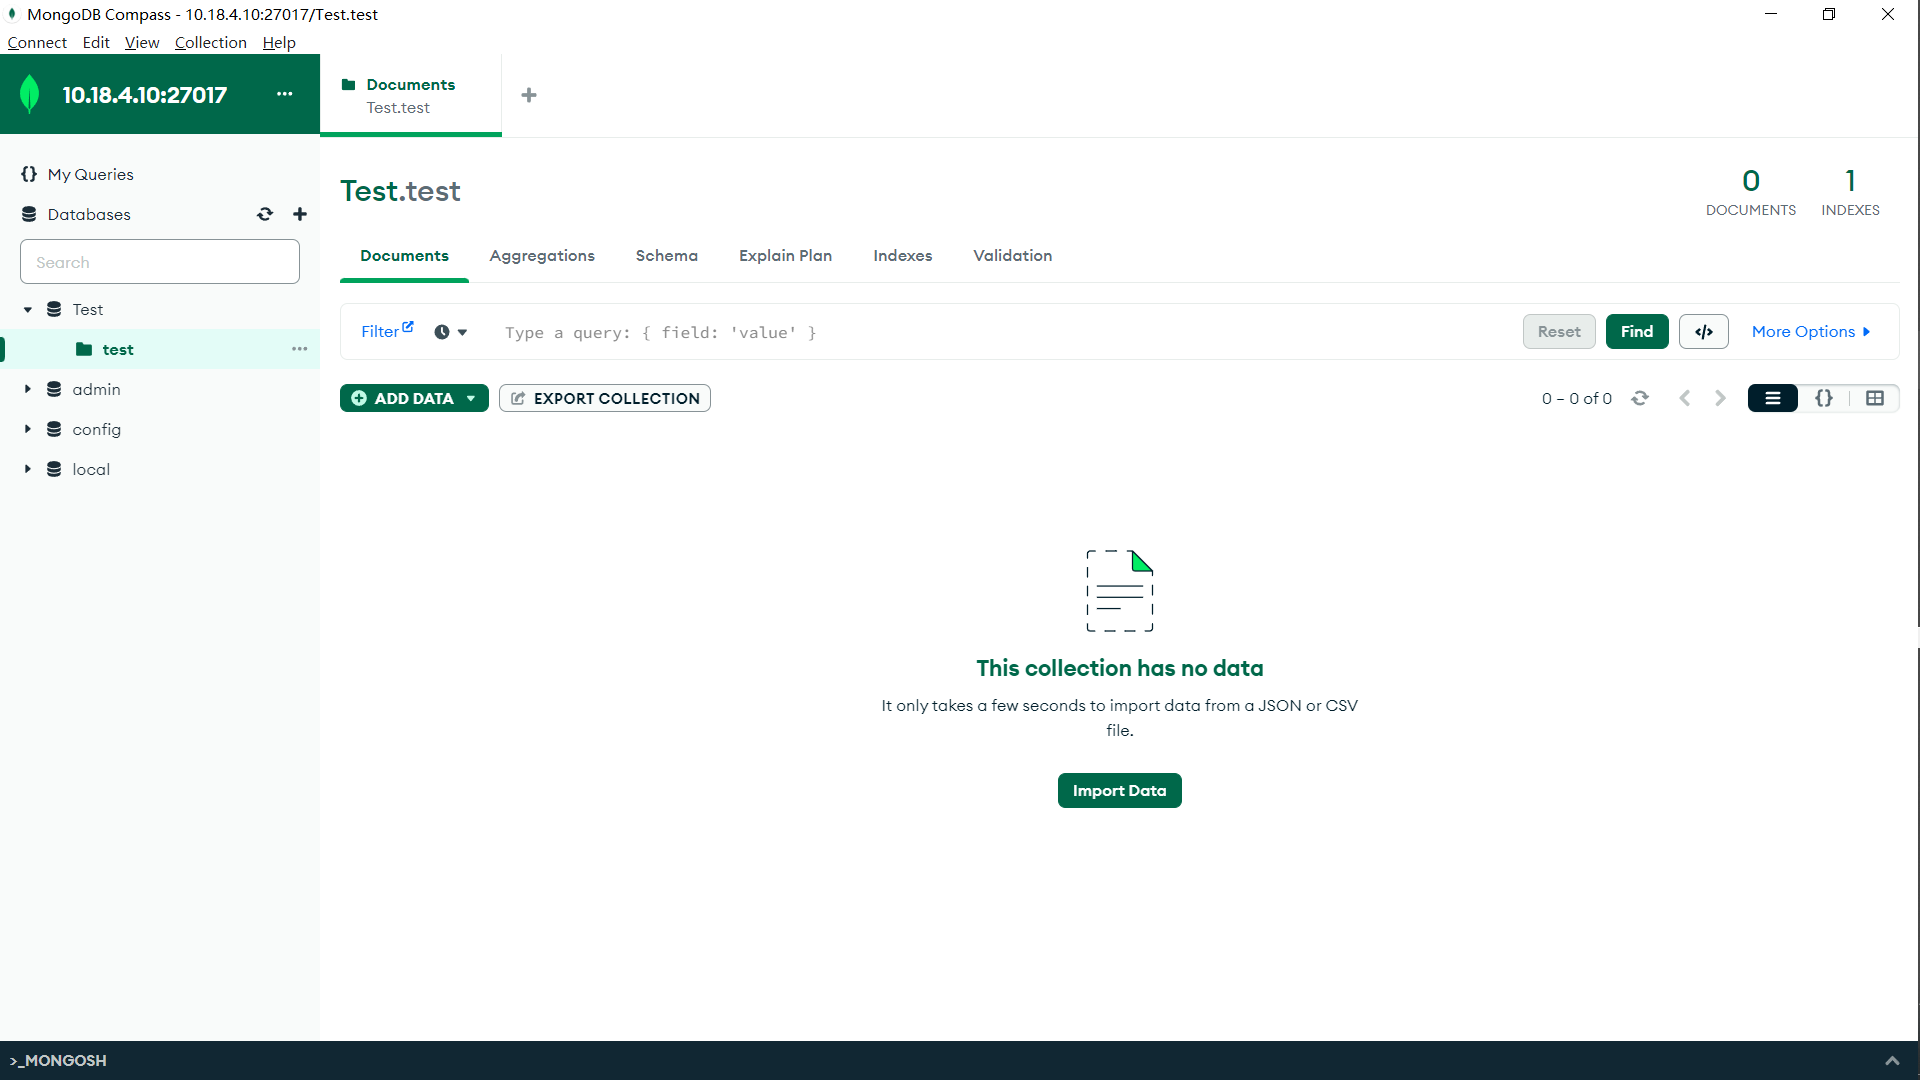 MongoDB Compass - 10.18.4.10:27017/Test.test
Connect Edit View Collection Help
10.18.4.10:27017
Documents
Test.test
My Queries
Databases
Search
Test
test
admin
config
local
Test.test
0
DOCUMENTS
1
INDEXES
Documents Aggregations Schema Explain Plan Indexes Validation
Filter Type a query: { field: 'value' } Reset Find </> More Options
ADD DATA EXPORT COLLECTION 0 – 0 of 0 {}
This collection has no data
It only takes a few seconds to import data from a JSON or CSV
file.
Import Data
>_MONGOSH